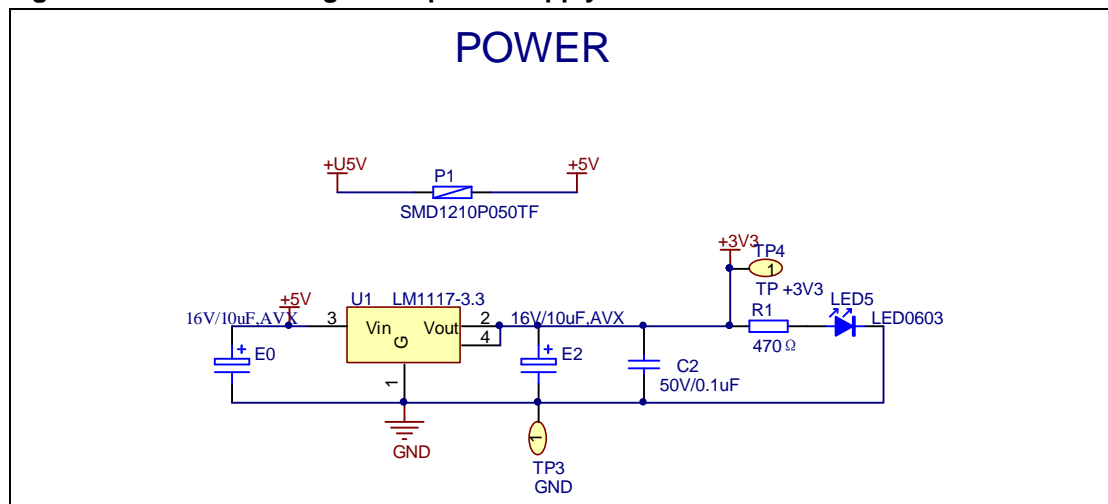 POWER
+U5V
+5V
P1
SMD1210P050TF
+3V3
TP4
1
TP +3V3
+5V
U1
LM1117-3.3
R1
LED5
16V/10uF,AVX
3
Vin
Vout
2
16V/10uF,AVX
LED0603
4
G
470 Ω
E0
E2
C2
50V/0.1uF
1
GND
1
TP3
GND